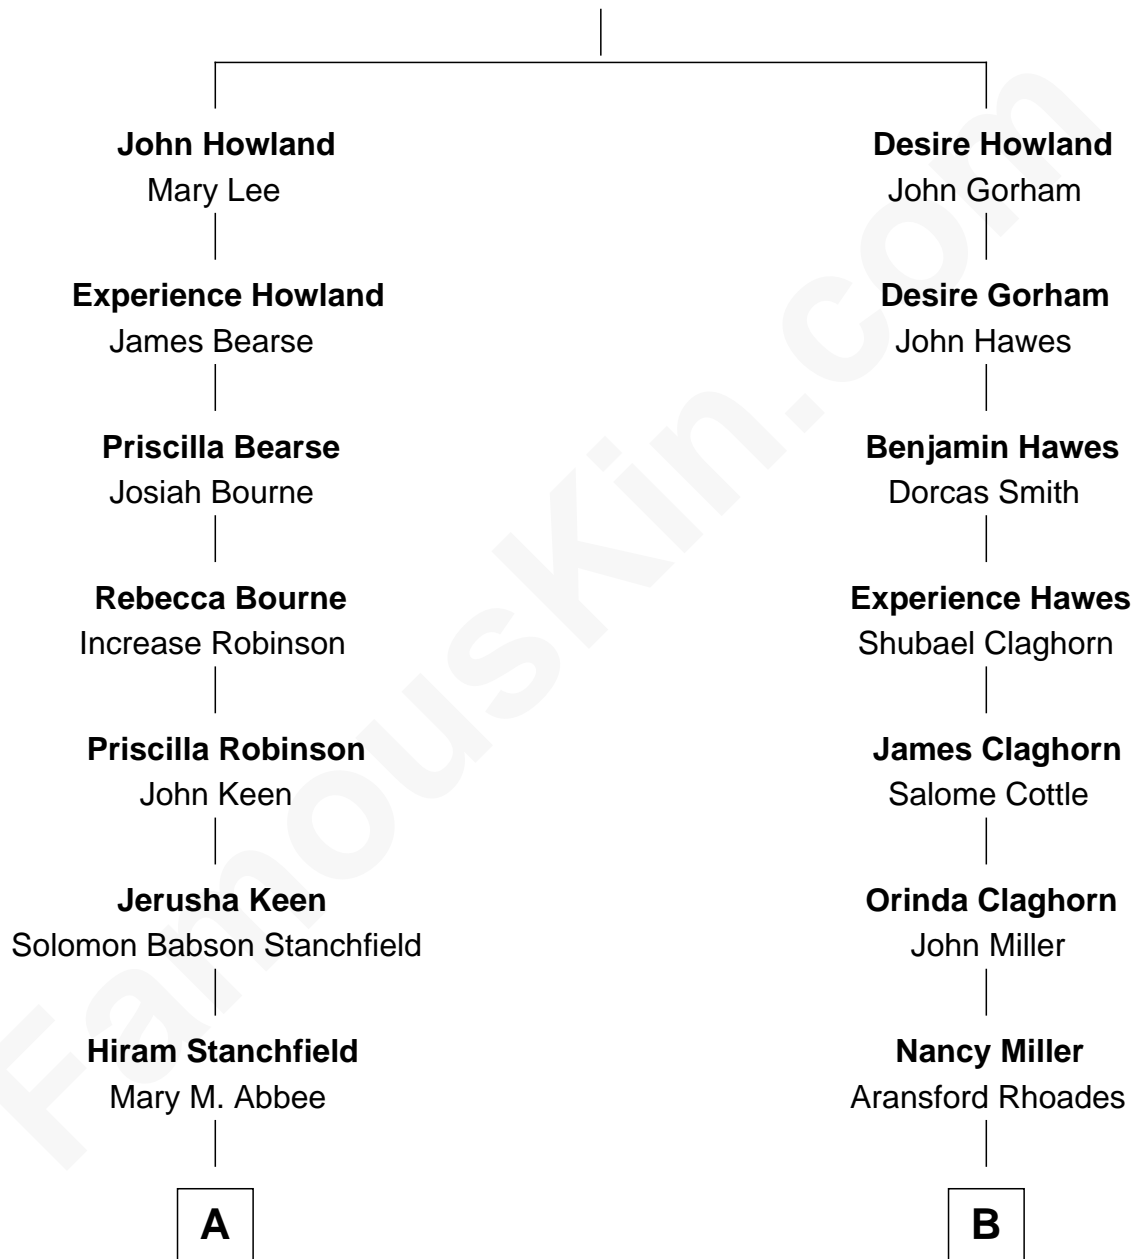 John Howland
Mary Lee
Experience Howland
James Bearse
Priscilla Bearse
Josiah Bourne
Rebecca Bourne
Increase Robinson
Priscilla Robinson
John Keen
Jerusha Keen
Solomon Babson Stanchfield
Hiram Stanchfield
Mary M. Abbee
A
Desire Howland
John Gorham
Desire Gorham
John Hawes
Benjamin Hawes
Dorcas Smith
Experience Hawes
Shubael Claghorn
James Claghorn
Salome Cottle
Orinda Claghorn
John Miller
Nancy Miller
Aransford Rhoades
B
FamousKin.com